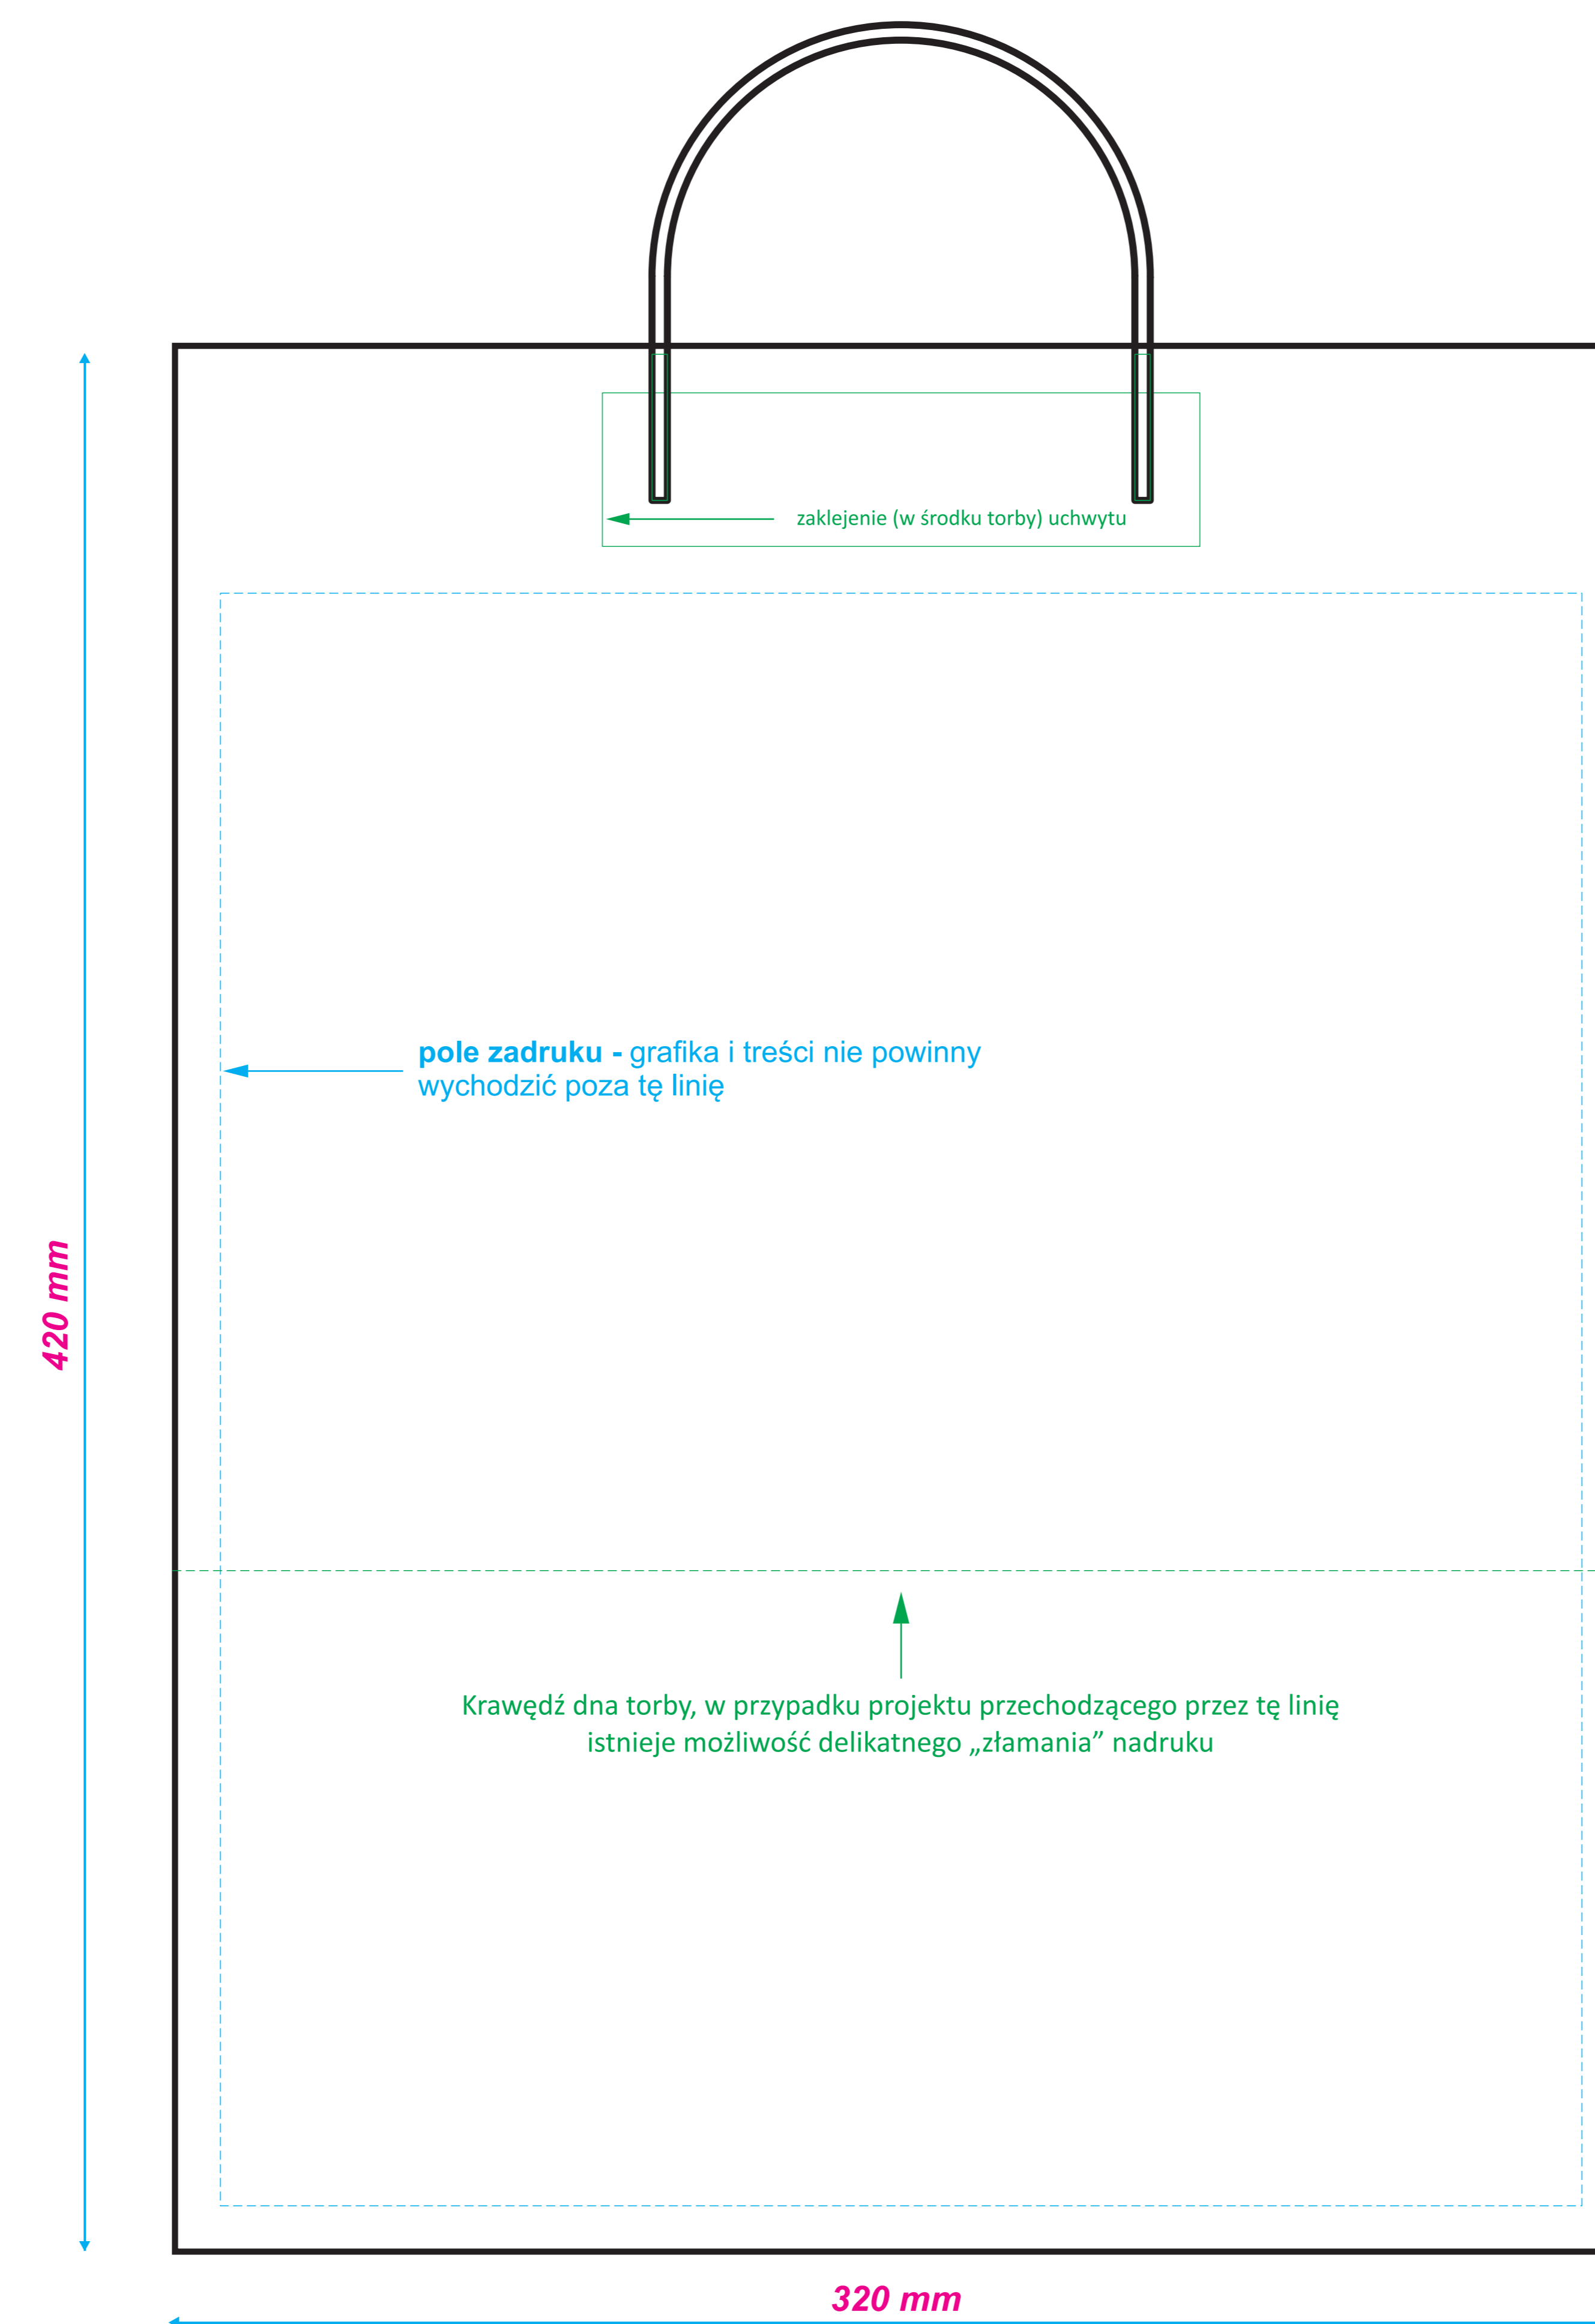 zaklejenie (w środku torby) uchwytu
pole zadruku - grafika i treści nie powinny
wychodzić poza tę linię
420 mm
Krawędź dna torby, w przypadku projektu przechodzącego przez tę linię
istnieje możliwość delikatnego „złamania” nadruku
320 mm